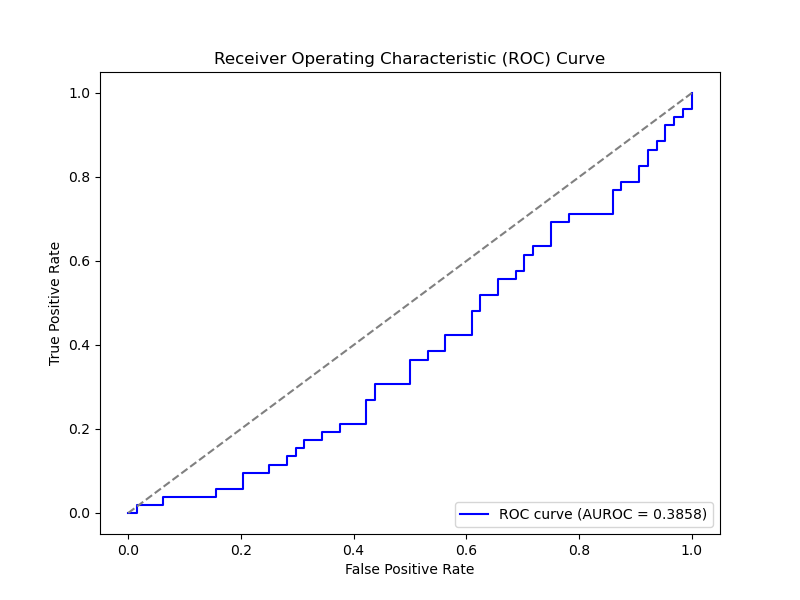 Receiver Operating Characteristic (ROC) Curve
1.0
0.8
0.6
0.4
0.2
0.0
True Positive Rate
0.0 0.2 0.4 0.6 0.8 1.0
False Positive Rate
ROC curve (AUROC = 0.3858)